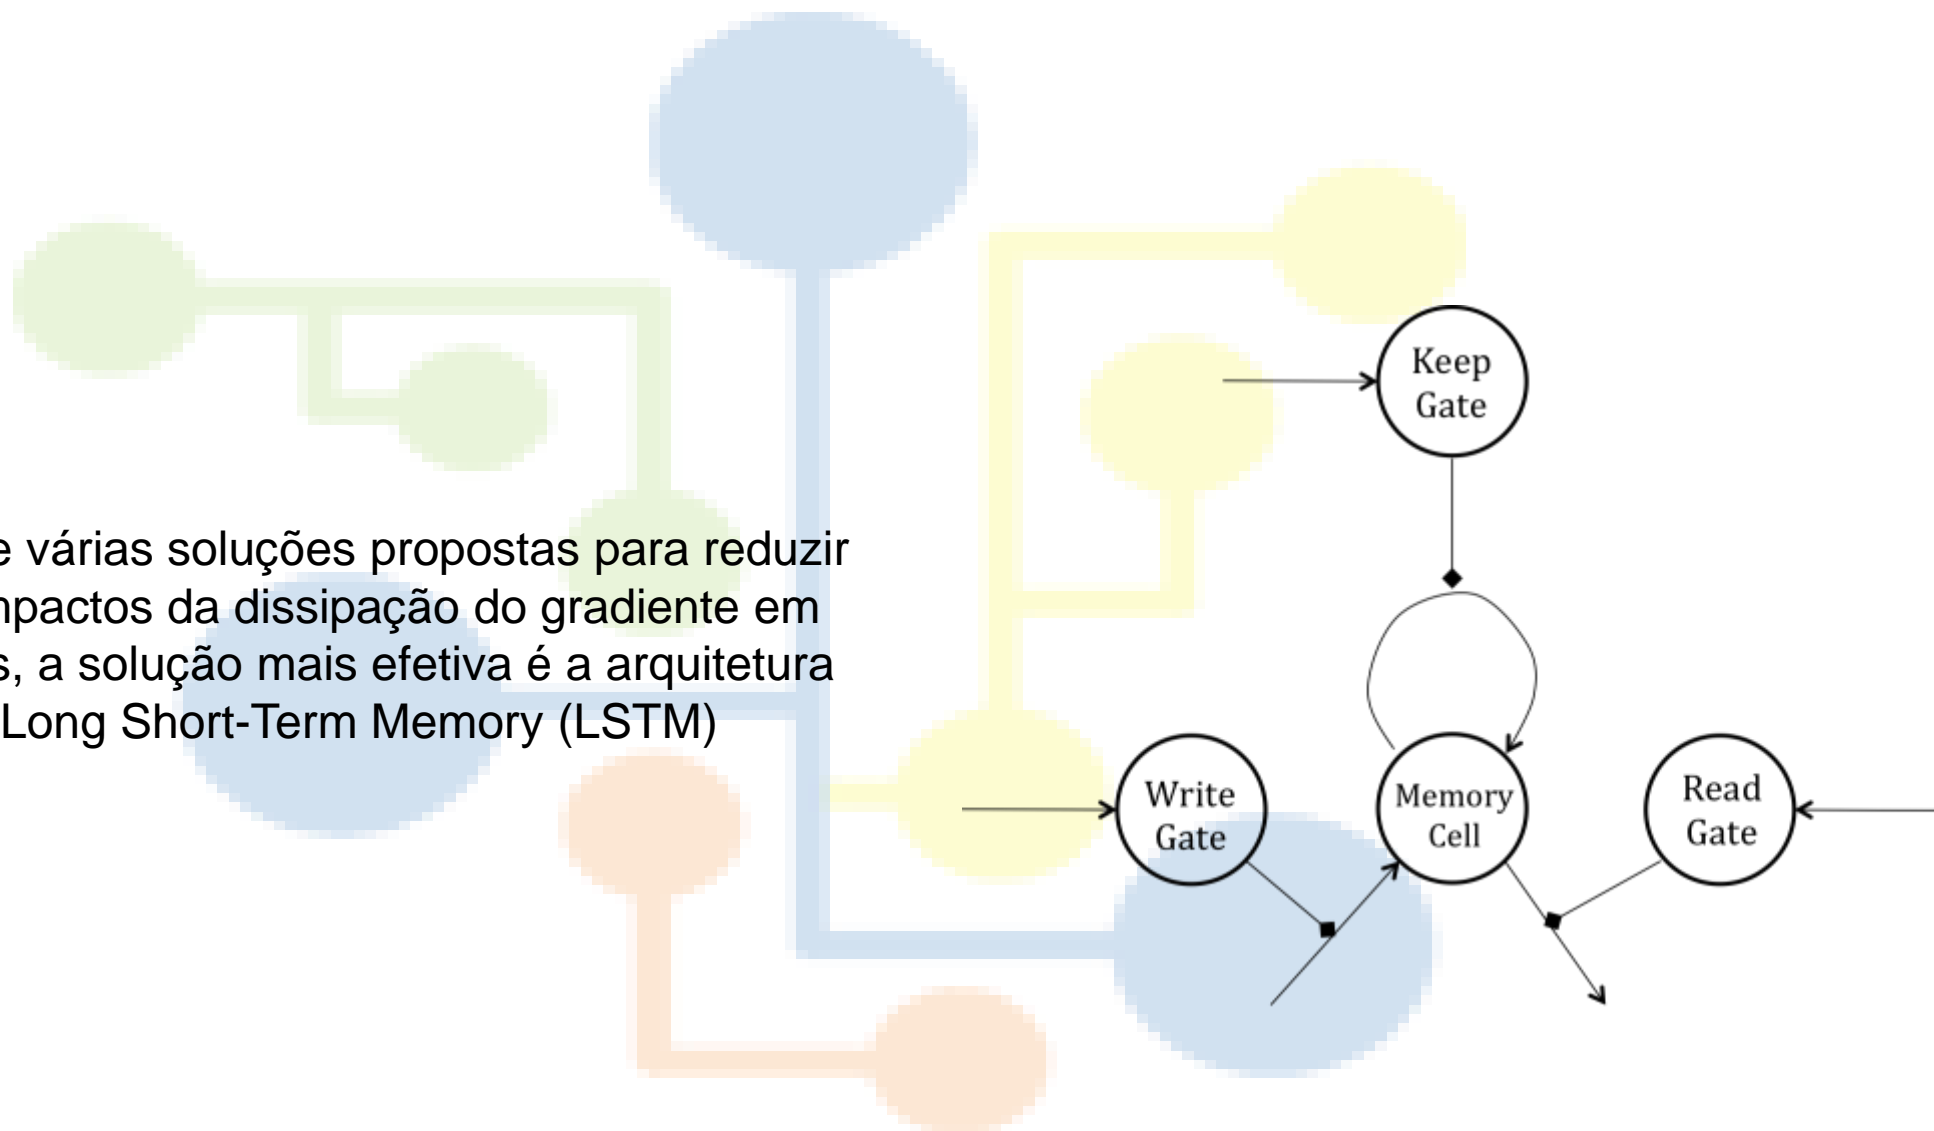 e várias soluções propostas para reduzir
mpactos da dissipação do gradiente em
s, a solução mais efetiva é a arquitetura
Long Short-Term Memory (LSTM)
Keep
Gate
Write
Gate
Memory
Cell
Read
Gate